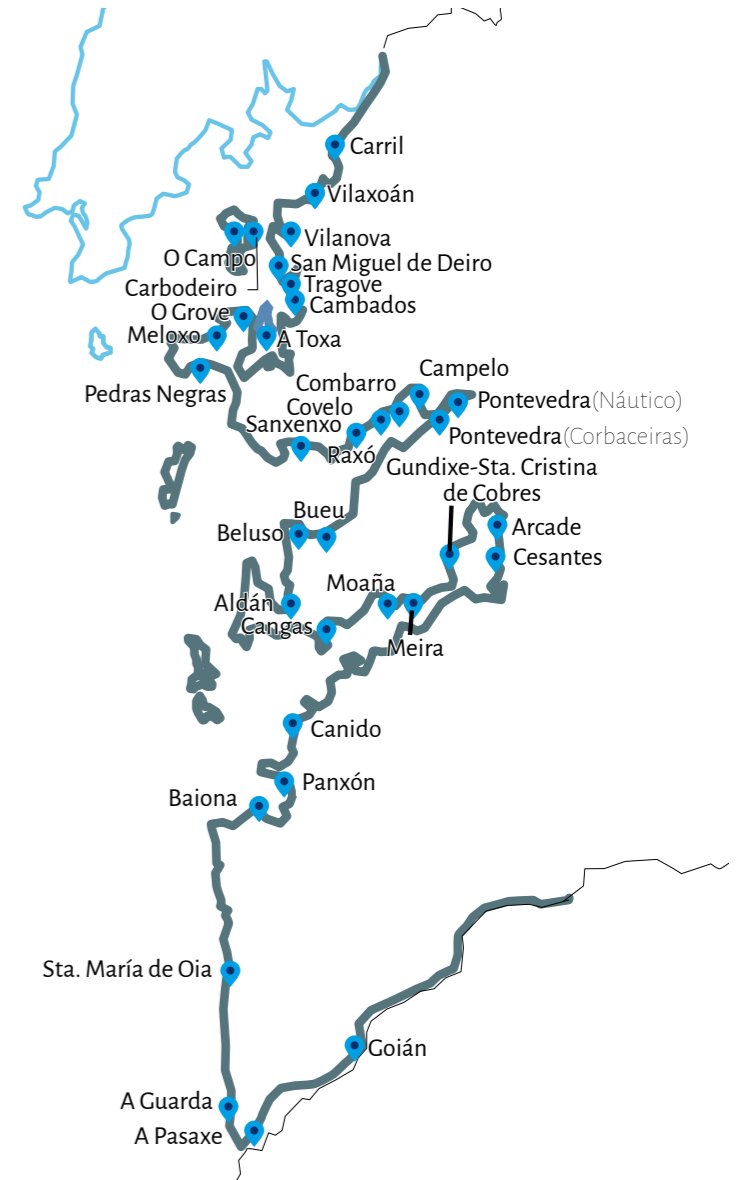 Carril
Vilaxoán
Vilanova
O Campo
San Miguel de Deiro
Carbodeiro
Tragove
Cambados
O Grove
Meloxo
A Toxa
Campelo
Combarro
Pedras Negras
Pontevedra(Náutico)
Covelo
Sanxenxo
Pontevedra(Corbaceiras)
Raxó
Gundixe-Sta. Cristina
de Cobres
Bueu
Arcade
Beluso
Cesantes
Moaña
Aldán
Cangas
Meira
Canido
Panxón
Baiona
Sta. María de Oia
Goián
A Guarda
A Pasaxe